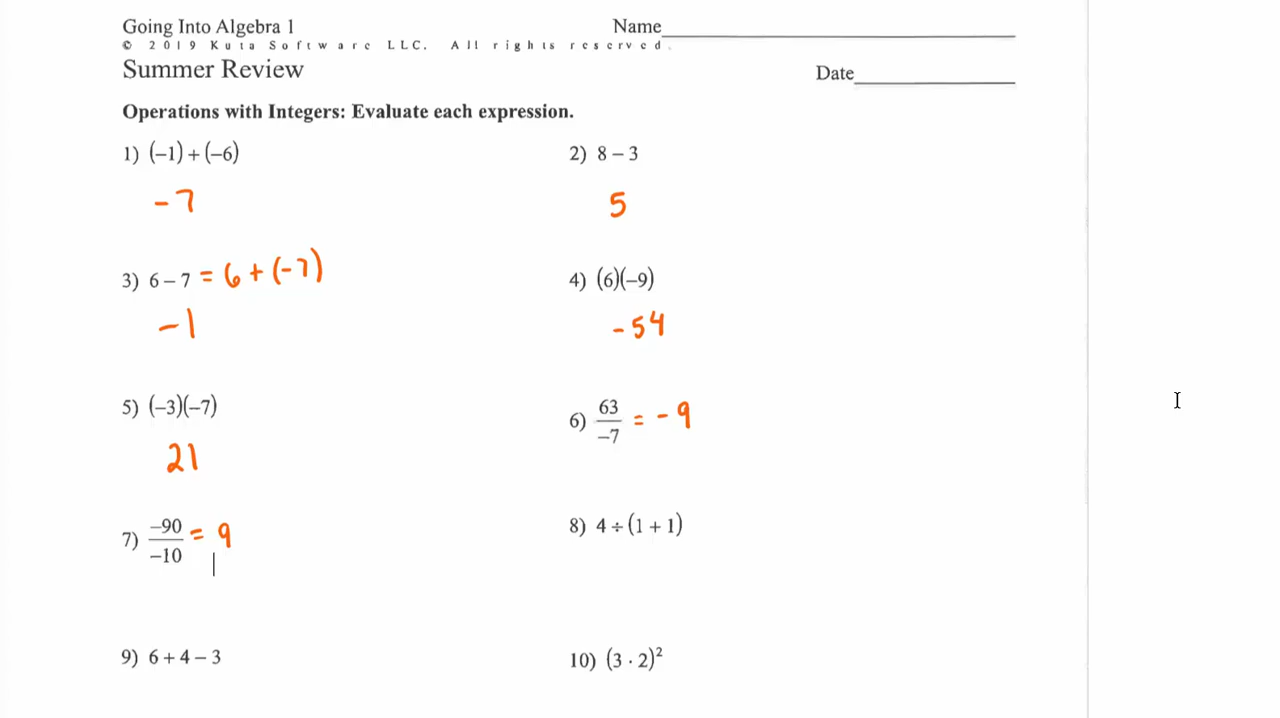 Going Into Algebra 1 Name
© 2019 Kuta Software LLC. All rights reserved.
Summer Review Date
Operations with Integers: Evaluate each expression.
1) (−1) + (−6) 2) 8 − 3
-7 5
3) 6 − 7 = 6 + (-7) 4) (6)(−9)
-1 -54
5) (−3)(−7) 6) 63/−7 = -9
21
7) −90/−10 = 9 8) 4 ÷ (1 + 1)
9) 6 + 4 − 3 10) (3 · 2)²